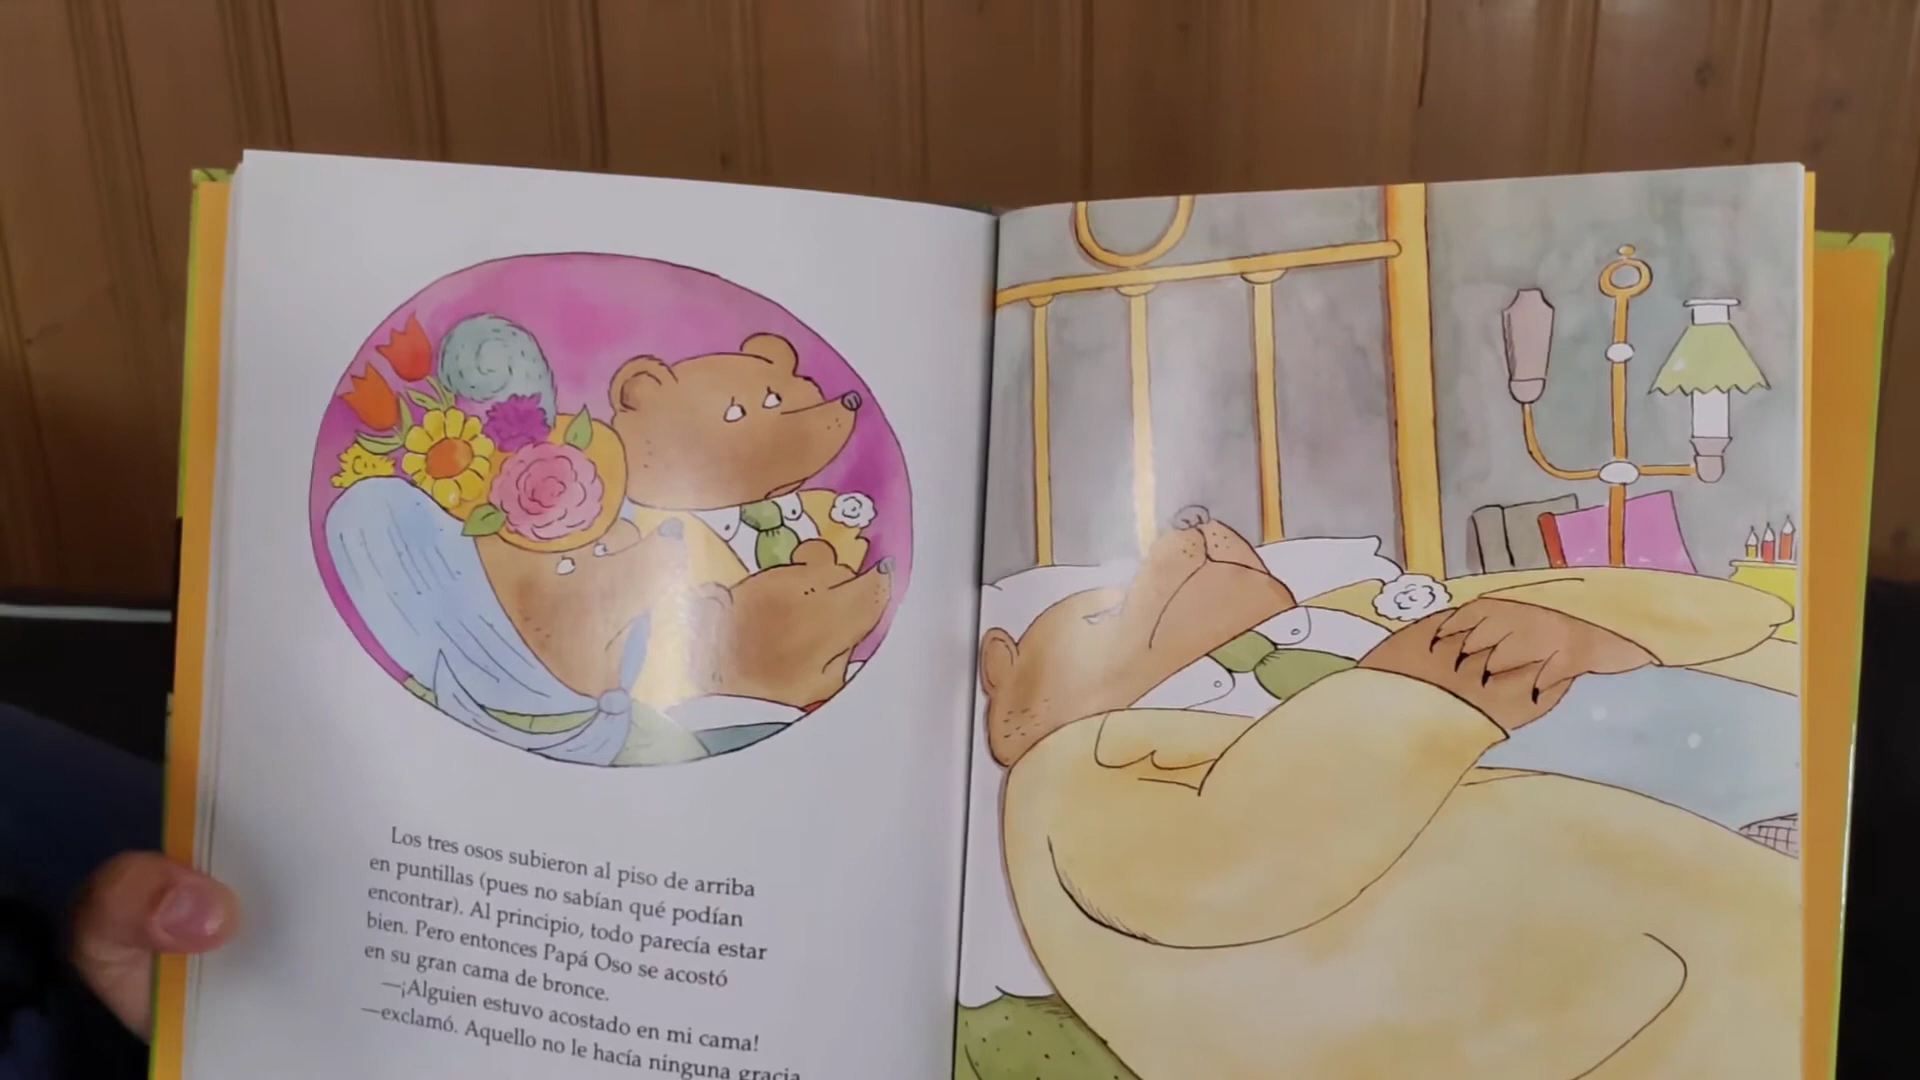 Los tres osos subieron al piso de arriba
en puntillas (pues no sabían qué podían
encontrar). Al principio, todo parecía estar
bien. Pero entonces Papá Oso se acostó
en su gran cama de bronce.
—¡Alguien estuvo acostado en mi cama!
—exclamó. Aquello no le hacía ninguna gracia